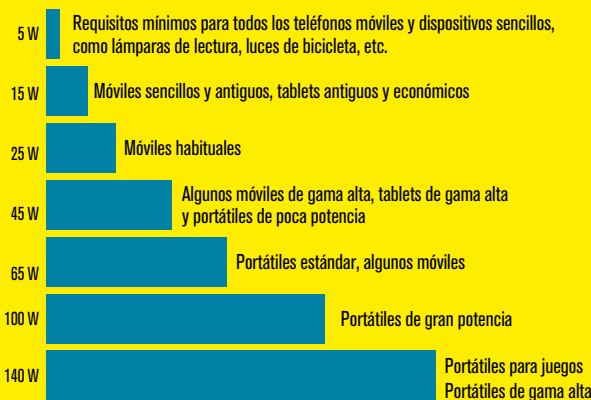 5 W
Requisitos mínimos para todos los teléfonos móviles y dispositivos sencillos,
como lámparas de lectura, luces de bicicleta, etc.
15 W
Móviles sencillos y antiguos, tablets antiguos y económicos
25 W
Móviles habituales
45 W
Algunos móviles de gama alta, tablets de gama alta
y portátiles de poca potencia
65 W
Portátiles estándar, algunos móviles
100 W
Portátiles de gran potencia
140 W
Portátiles para juegos
Portátiles de gama alta